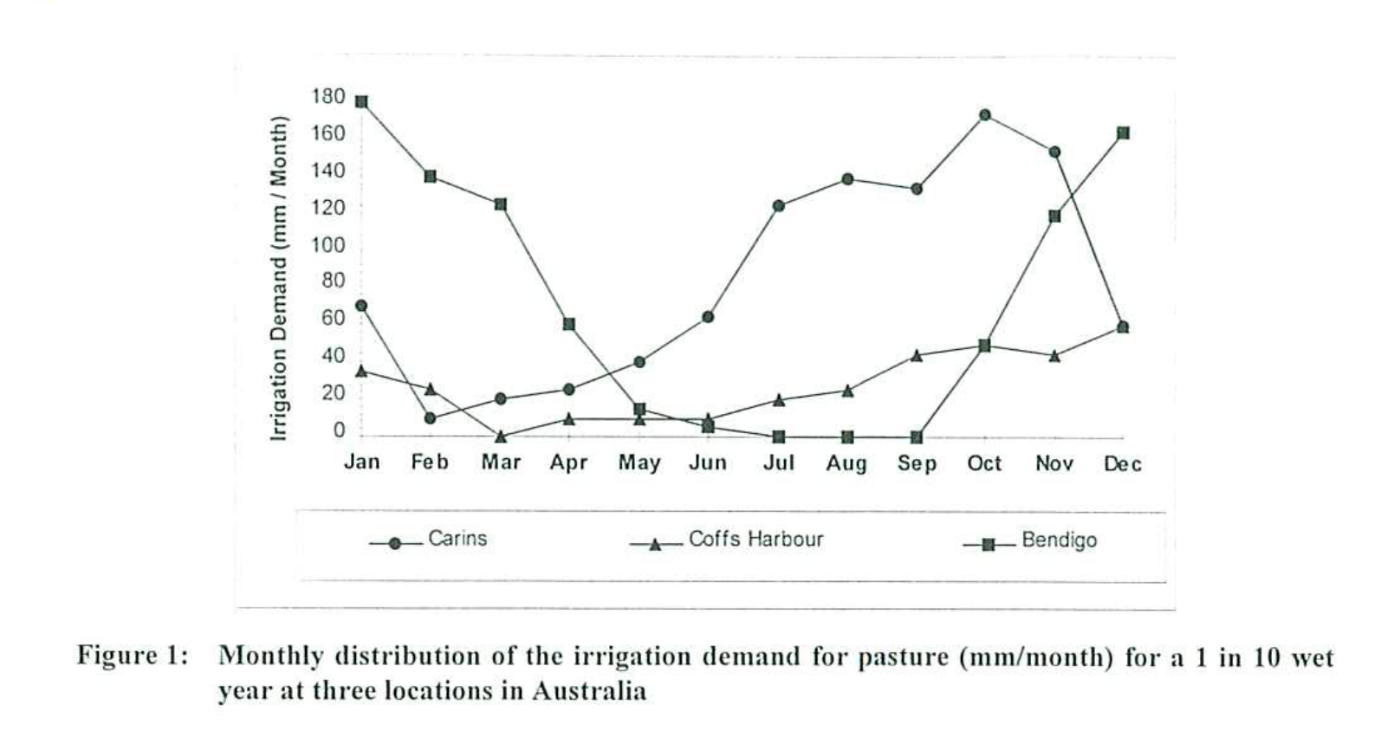 Irrigation Demand (mm / Month)
180
160
140
120
100
80
60
40
20
0
Jan Feb Mar Apr May Jun Jul Aug Sep Oct Nov Dec
Carins Coffs Harbour Bendigo
Figure 1: Monthly distribution of the irrigation demand for pasture (mm/month) for a 1 in 10 wet
year at three locations in Australia